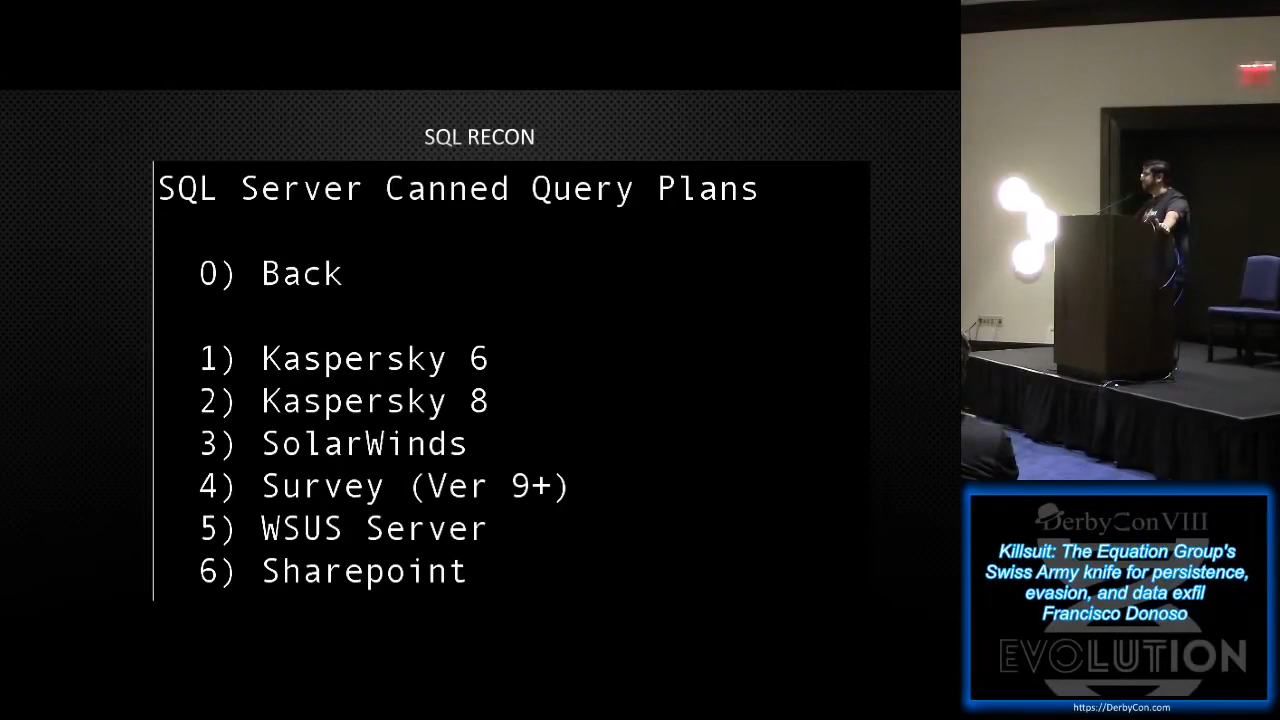 SQL RECON
SQL Server Canned Query Plans
0) Back
1) Kaspersky 6
2) Kaspersky 8
3) SolarWinds
4) Survey (Ver 9+)
5) WSUS Server
6) Sharepoint
DerbyCon VIII
Killsuit: The Equation Group's
Swiss Army knife for persistence,
evasion, and data exfil
Francisco Donoso
EVOLUTION
https://DerbyCon.com